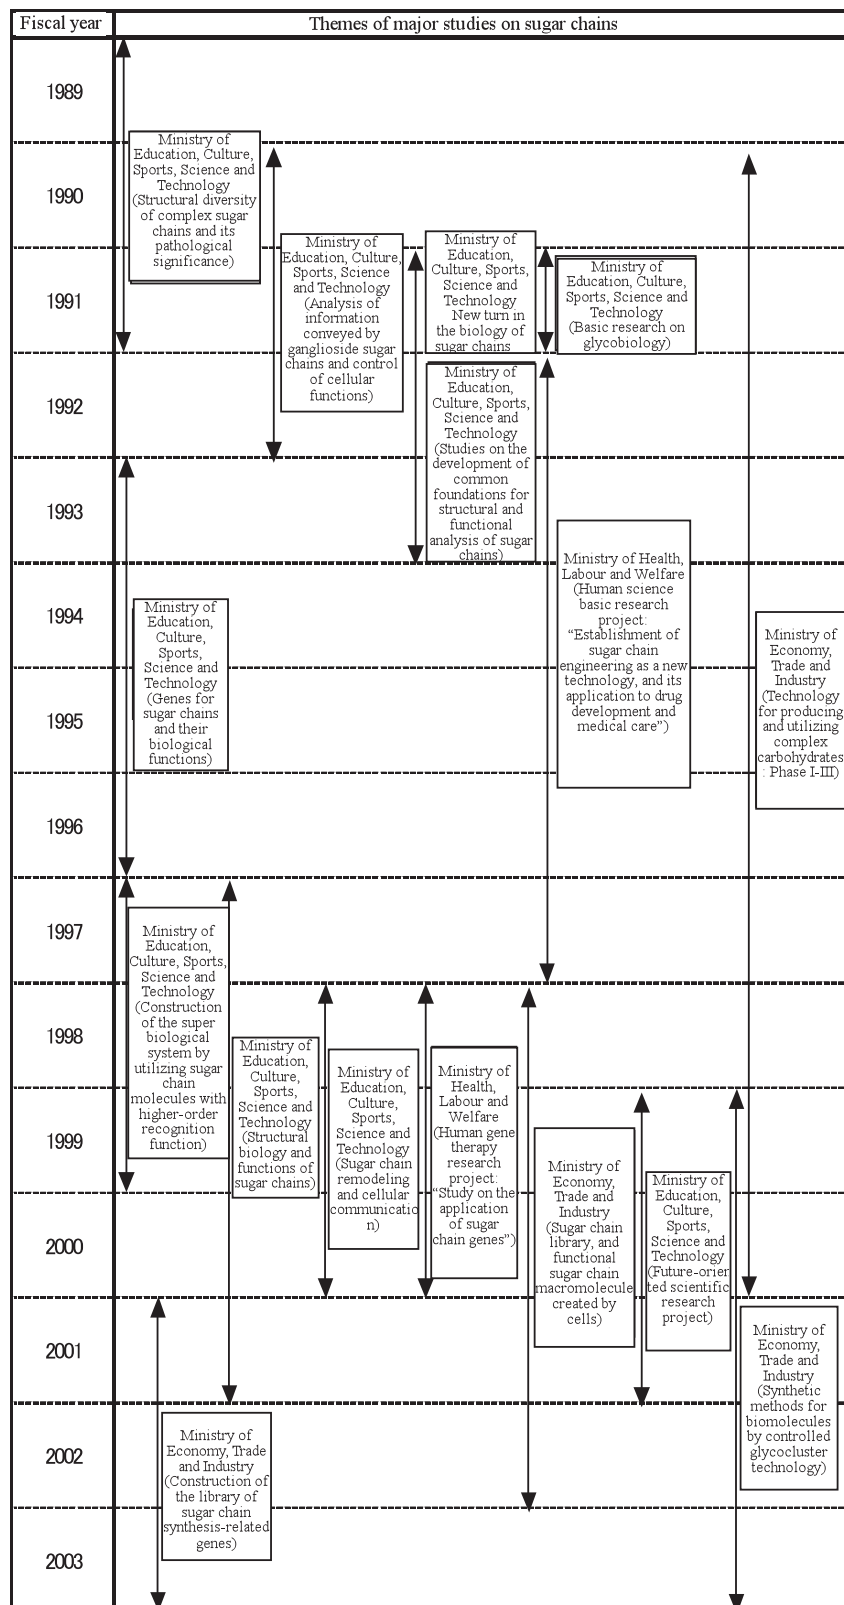 Fiscal year
Themes of major studies on sugar chains
1989
1990
1991
1992
1993
1994
1995
1996
1997
1998
1999
2000
2001
2002
2003
Ministry of
Education, Culture,
Sports, Science and
Technology
(Structural diversity
of complex sugar
chains and its
pathological
significance)
Ministry of
Education, Culture,
Sports, Science
and Technology
(Analysis of
information
conveyed by
ganglioside sugar
chains and control
of cellular
functions)
Ministry of
Education,
Culture, Sports,
Science and
Technology
New turn in
the biology of
sugar chains
Ministry of
Education, Culture,
Sports, Science and
Technology
(Basic research on
glycobiology)
Ministry of
Education,
Culture, Sports,
Science and
Technology
(Studies on the
development of
common
foundations for
structural and
functional
analysis of sugar
chains)
Ministry of Health,
Labour and Welfare
(Human science
basic research
project:
“Establishment of
sugar chain
engineering as a new
technology, and its
application to drug
development and
medical care”)
Ministry of
Education,
Culture,
Sports,
Science and
Technology
(Genes for
sugar chains
and their
biological
functions)
Ministry of
Economy,
Trade and
Industry
(Technology
for producing
and utilizing
complex
carbohydrates
: Phase I-III)
Ministry of
Education,
Culture, Sports,
Science and
Technology
(Construction
of the super
biological
system by
utilizing sugar
chain
molecules with
higher-order
recognition
function)
Ministry of
Education,
Culture,
Sports,
Science and
Technology
(Structural
biology and
functions of
sugar chains)
Ministry of
Education,
Culture,
Sports,
Science and
Technology
(Sugar chain
remodeling
and cellular
communicatio
n)
Ministry of
Health,
Labour and
Welfare
(Human gene
therapy
research
project:
“Study on the
application
of sugar
chain genes”)
Ministry of
Economy,
Trade and
Industry
(Sugar chain
library, and
functional
sugar chain
macromolecule
created by
cells)
Ministry of
Education,
Culture,
Sports,
Science and
Technology
(Future-orien
ted scientific
research
project)
Ministry of
Economy,
Trade and
Industry
(Synthetic
methods for
biomolecules
by controlled
glycocluster
technology)
Ministry of
Economy, Trade
and Industry
(Construction of
the library of
sugar chain
synthesis-related
genes)